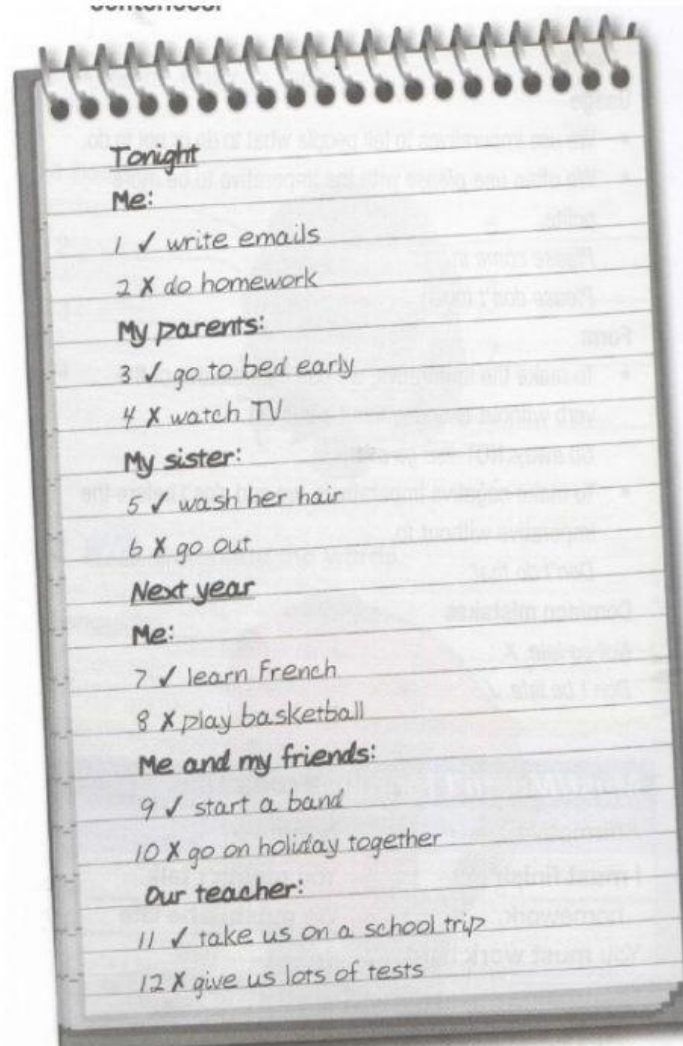 Tonight
Me:
1 ✓ write emails
2 X do homework
My parents:
3 ✓ go to bed early
4 X watch TV
My sister:
5 ✓ wash her hair
6 X go out
Next year
Me:
7 ✓ learn French
8 X play basketball
Me and my friends:
9 ✓ start a band
10 X go on holiday together
Our teacher:
11 ✓ take us on a school trip
12 X give us lots of tests